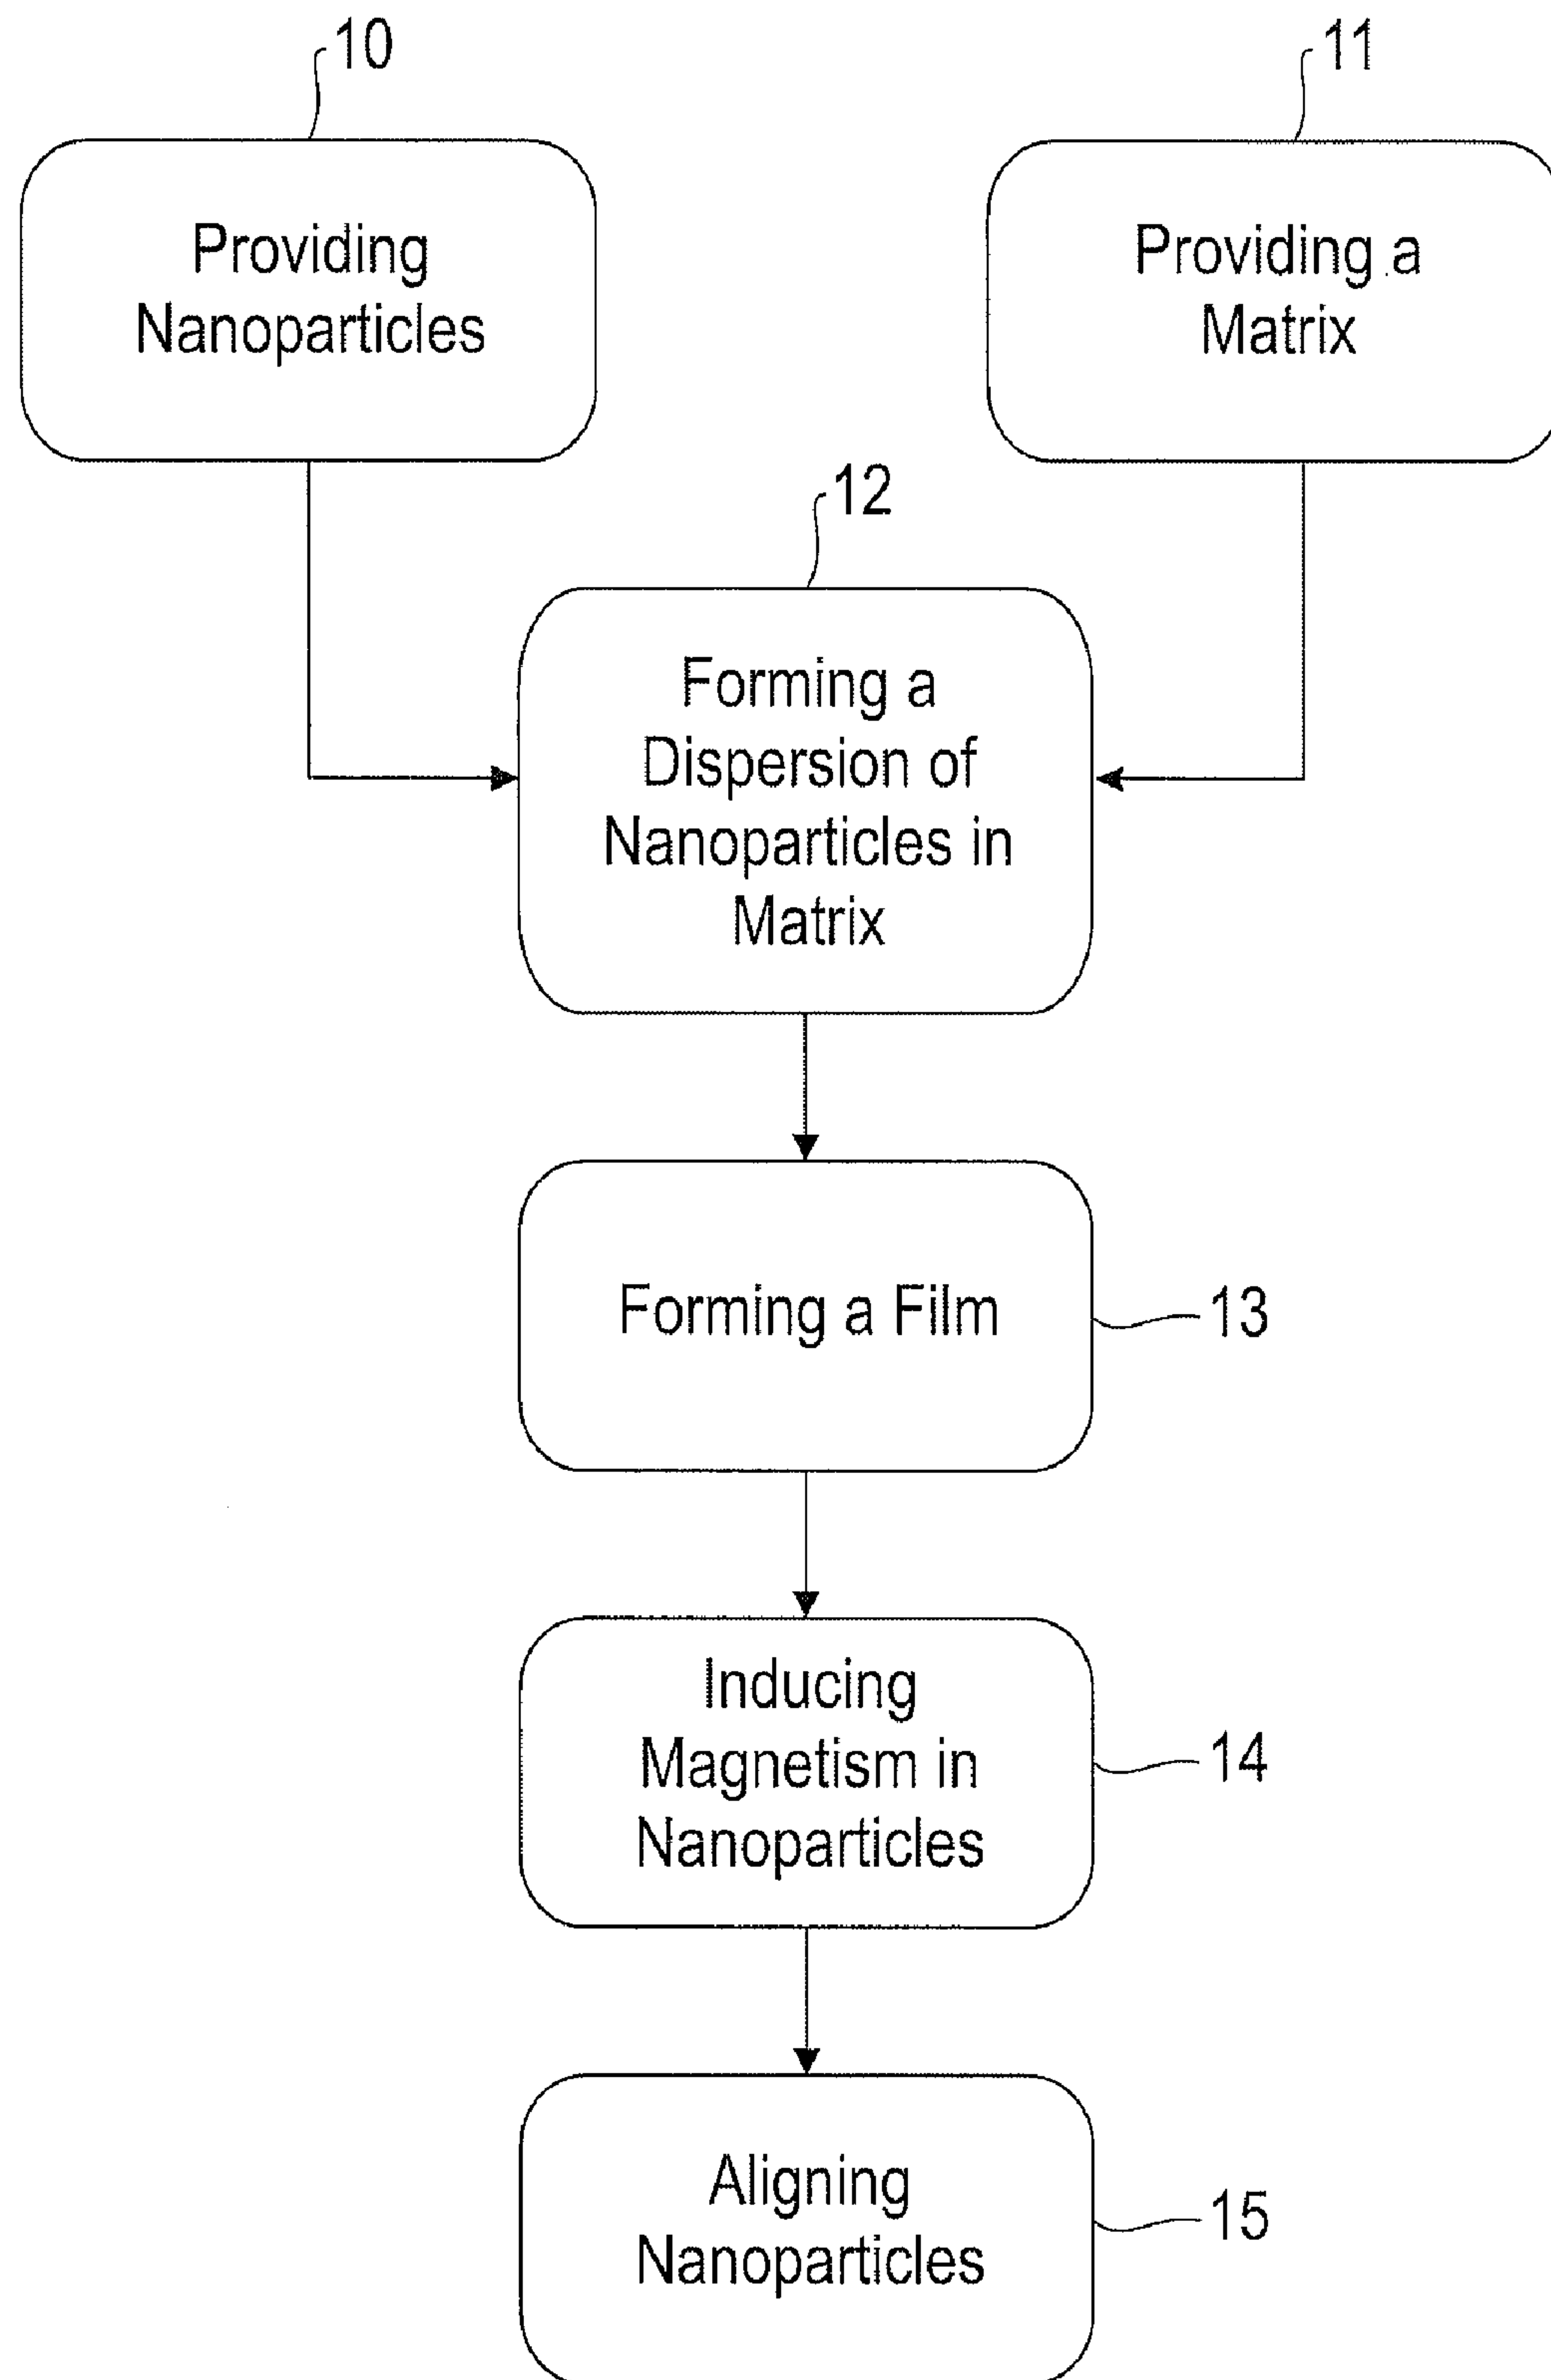 10
11
Providing
Nanoparticles
Providing a
Matrix
12
Forming a
Dispersion of
Nanoparticles in
Matrix
Forming a Film
13
Inducing
Magnetism in
Nanoparticles
14
Aligning
Nanoparticles
15